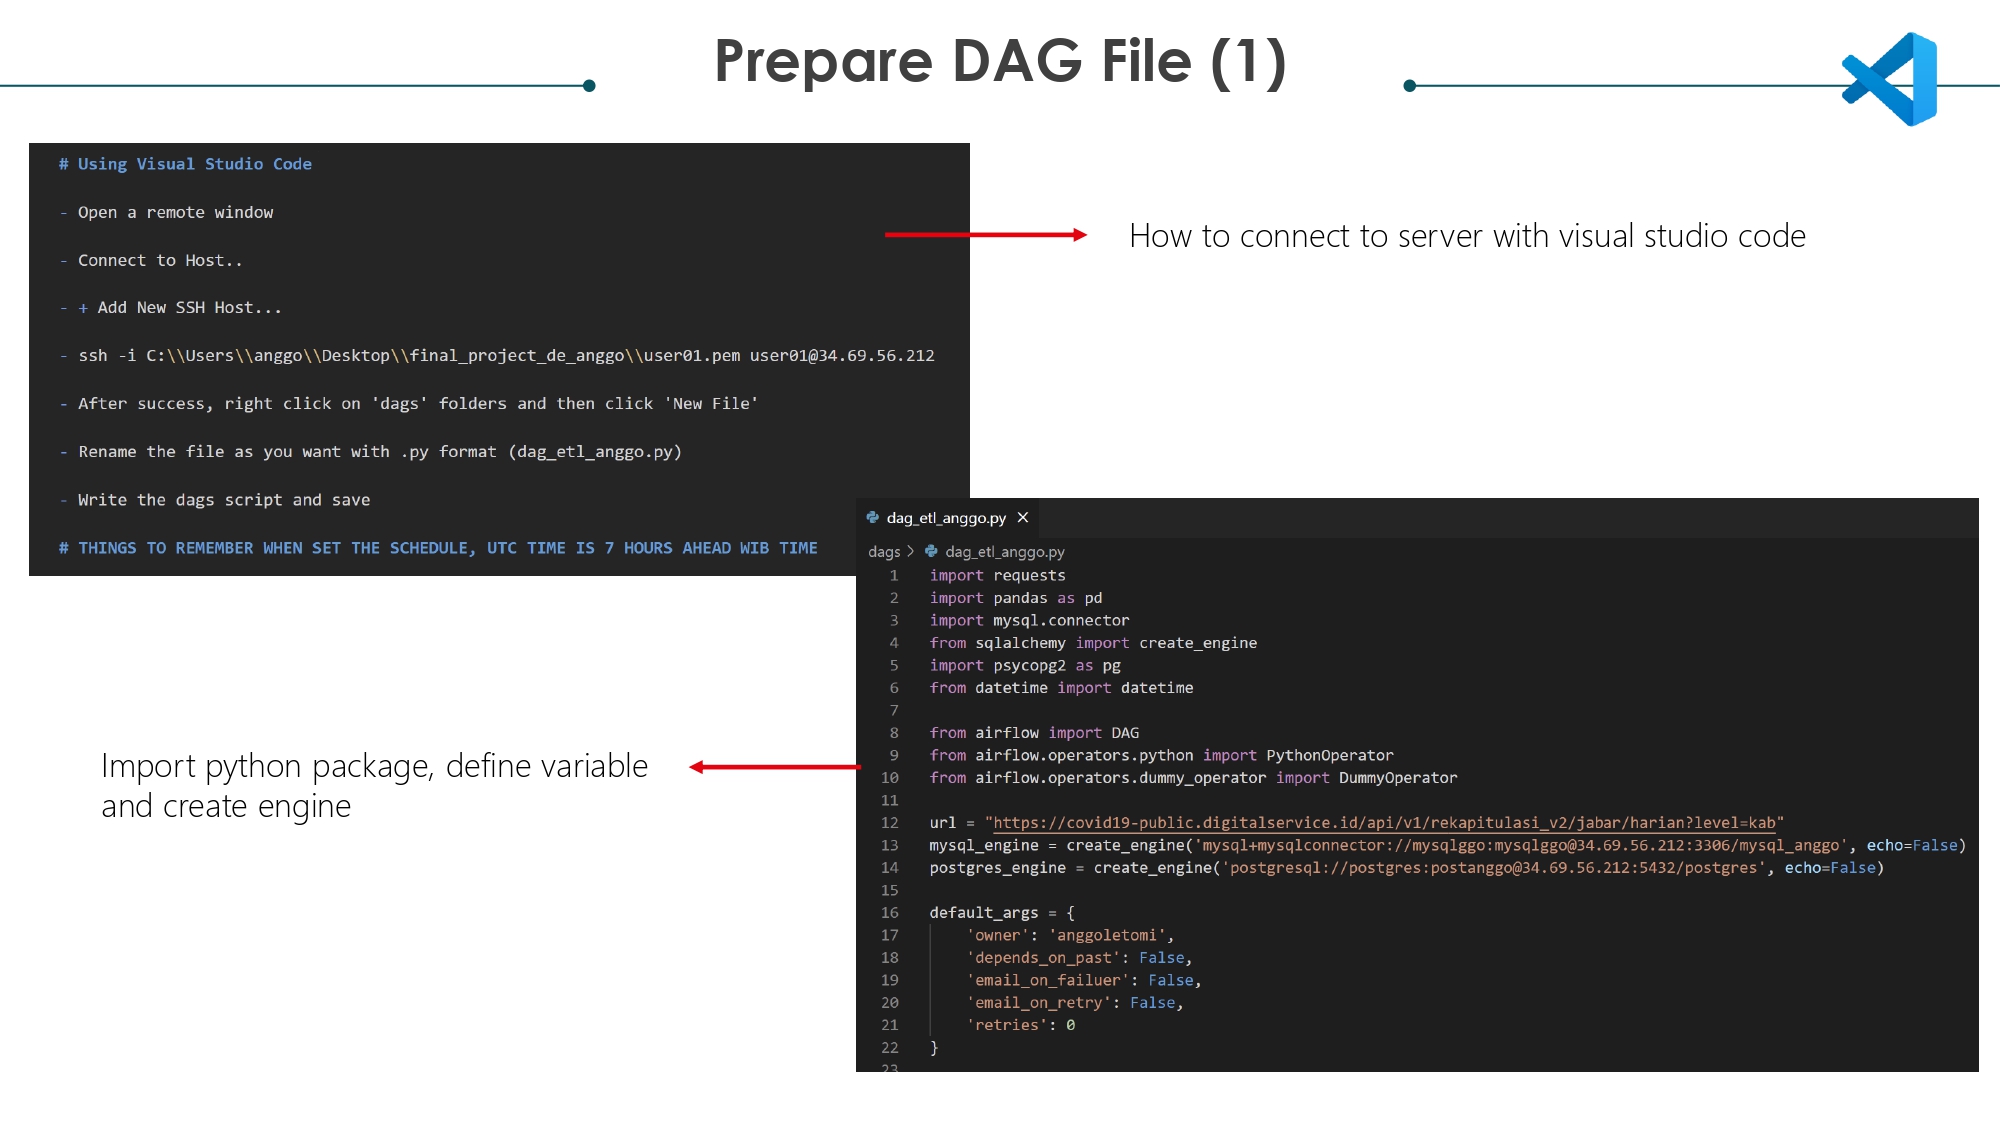 Prepare DAG File (1)
# Using Visual Studio Code
- Open a remote window
- Connect to Host..
- + Add New SSH Host...
- ssh -i C:\\Users\\anggo\\Desktop\\final_project_de_anggo\\user01.pem user01@34.69.56.212
- After success, right click on 'dags' folders and then click 'New File'
- Rename the file as you want with .py format (dag_etl_anggo.py)
- Write the dags script and save
# THINGS TO REMEMBER WHEN SET THE SCHEDULE, UTC TIME IS 7 HOURS AHEAD WIB TIME
How to connect to server with visual studio code
dag_etl_anggo.py ×
dags > dag_etl_anggo.py
1 import requests
2 import pandas as pd
3 import mysql.connector
4 from sqlalchemy import create_engine
5 import psycopg2 as pg
6 from datetime import datetime
7
8 from airflow import DAG
9 from airflow.operators.python import PythonOperator
10 from airflow.operators.dummy_operator import DummyOperator
11
12 url = "https://covid19-public.digitalservice.id/api/v1/rekapitulasi_v2/jabar/harian?level=kab"
13 mysql_engine = create_engine('mysql+mysqlconnector://mysqlggo:mysqlggo@34.69.56.212:3306/mysql_anggo', echo=False)
14 postgres_engine = create_engine('postgresql://postgres:postanggo@34.69.56.212:5432/postgres', echo=False)
15
16 default_args = {
17 'owner': 'anggoletomi',
18 'depends_on_past': False,
19 'email_on_failuer': False,
20 'email_on_retry': False,
21 'retries': 0
22 }
23
Import python package, define variable
and create engine